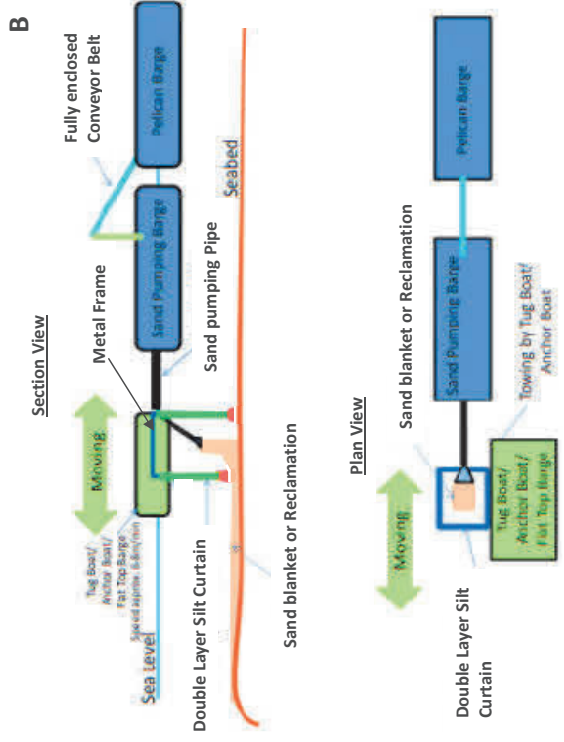 B
Section View
Fully enclosed
Conveyor Belt
Pelican Barge
Sand Pumping Barge
Metal Frame
Moving
Tug Boat/
Anchor Boat/
Flat Top Barge
Sea Level
Seabed
Sand pumping Pipe
Double Layer Silt Curtain
Sand blanket or Reclamation
Plan View
Moving
Sand blanket or Reclamation
Pelican Barge
Sand Pumping Barge
Towing by Tug Boat/
Anchor Boat
Tug Boat/
Anchor Boat/
Fat Top Barge
Double Layer Silt
Curtain